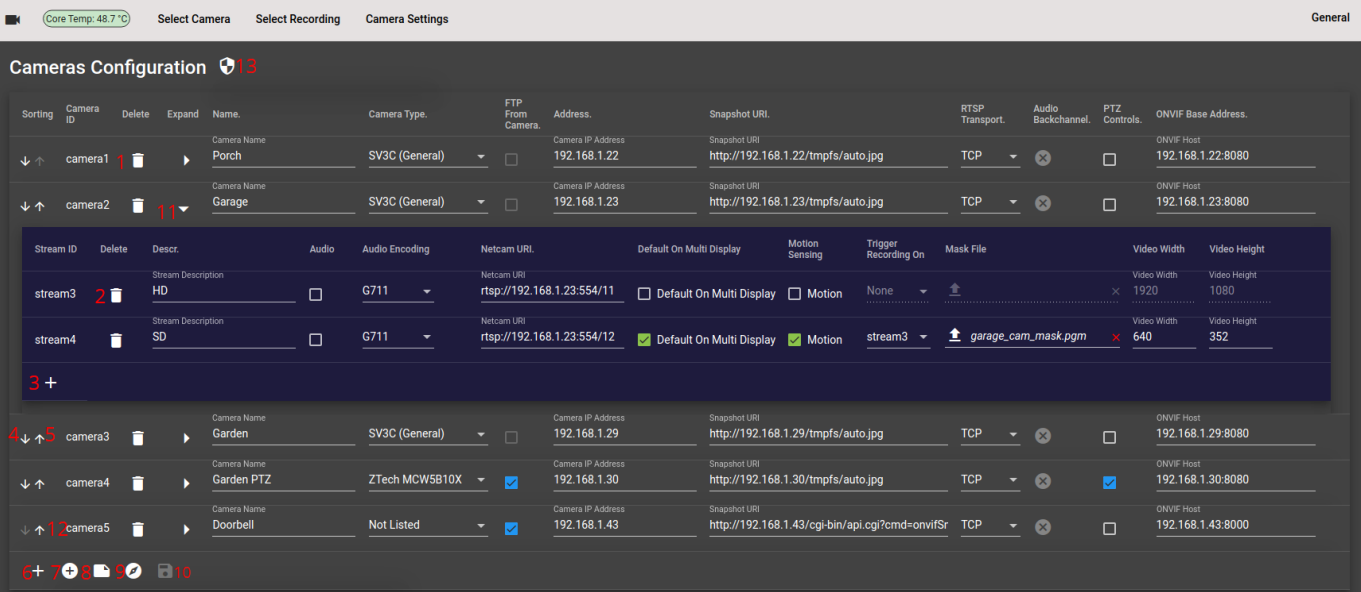 Core Temp: 48.7 °C Select Camera Select Recording Camera Settings General
Cameras Configuration 13
Sorting Camera ID Delete Expand Name. Camera Type. FTP From Camera. Address. Snapshot URI. RTSP Transport. Audio Backchannel. PTZ Controls. ONVIF Base Address.
Camera Name Camera IP Address Snapshot URI ONVIF Host
camera1 1 Porch SV3C (General) 192.168.1.22 http://192.168.1.22/tmpfs/auto.jpg TCP 192.168.1.22:8080
Camera Name Camera IP Address Snapshot URI ONVIF Host
camera2 11 Garage SV3C (General) 192.168.1.23 http://192.168.1.23/tmpfs/auto.jpg TCP 192.168.1.23:8080
Stream ID Delete Descr. Audio Audio Encoding Netcam URI. Default On Multi Display Motion Sensing Trigger Recording On Mask File Video Width Video Height
Stream Description Netcam URI Video Width Video Height
stream3 2 HD G711 rtsp://192.168.1.23:554/11 Default On Multi Display Motion None 1920 1080
Stream Description Netcam URI Video Width Video Height
stream4 SD G711 rtsp://192.168.1.23:554/12 Default On Multi Display Motion stream3 garage_cam_mask.pgm 640 352
3
Camera Name Camera IP Address Snapshot URI ONVIF Host
4 5 camera3 Garden SV3C (General) 192.168.1.29 http://192.168.1.29/tmpfs/auto.jpg TCP 192.168.1.29:8080
Camera Name Camera IP Address Snapshot URI ONVIF Host
camera4 Garden PTZ ZTech MCW5B10X 192.168.1.30 http://192.168.1.30/tmpfs/auto.jpg TCP 192.168.1.30:8080
Camera Name Camera IP Address Snapshot URI ONVIF Host
12 camera5 Doorbell Not Listed 192.168.1.43 http://192.168.1.43/cgi-bin/api.cgi?cmd=onvifSr TCP 192.168.1.43:8000
6 7 8 9 10